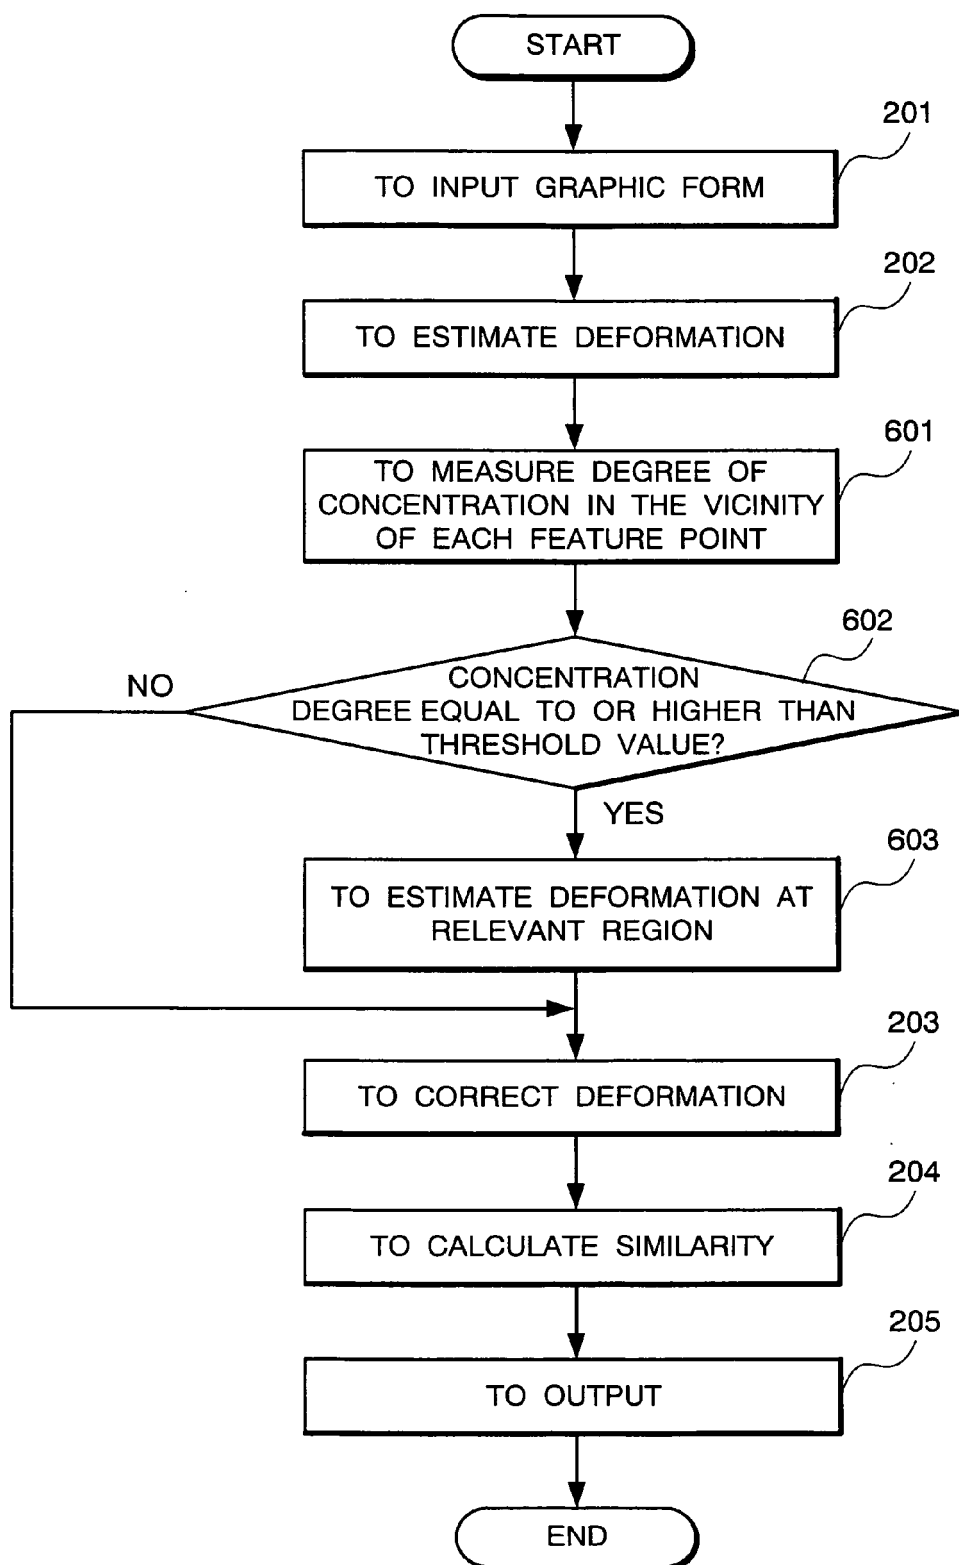 START
201
TO INPUT GRAPHIC FORM
202
TO ESTIMATE DEFORMATION
601
TO MEASURE DEGREE OF
CONCENTRATION IN THE VICINITY
OF EACH FEATURE POINT
602
NO
CONCENTRATION
DEGREE EQUAL TO OR HIGHER THAN
THRESHOLD VALUE?
YES
603
TO ESTIMATE DEFORMATION AT
RELEVANT REGION
203
TO CORRECT DEFORMATION
204
TO CALCULATE SIMILARITY
205
TO OUTPUT
END